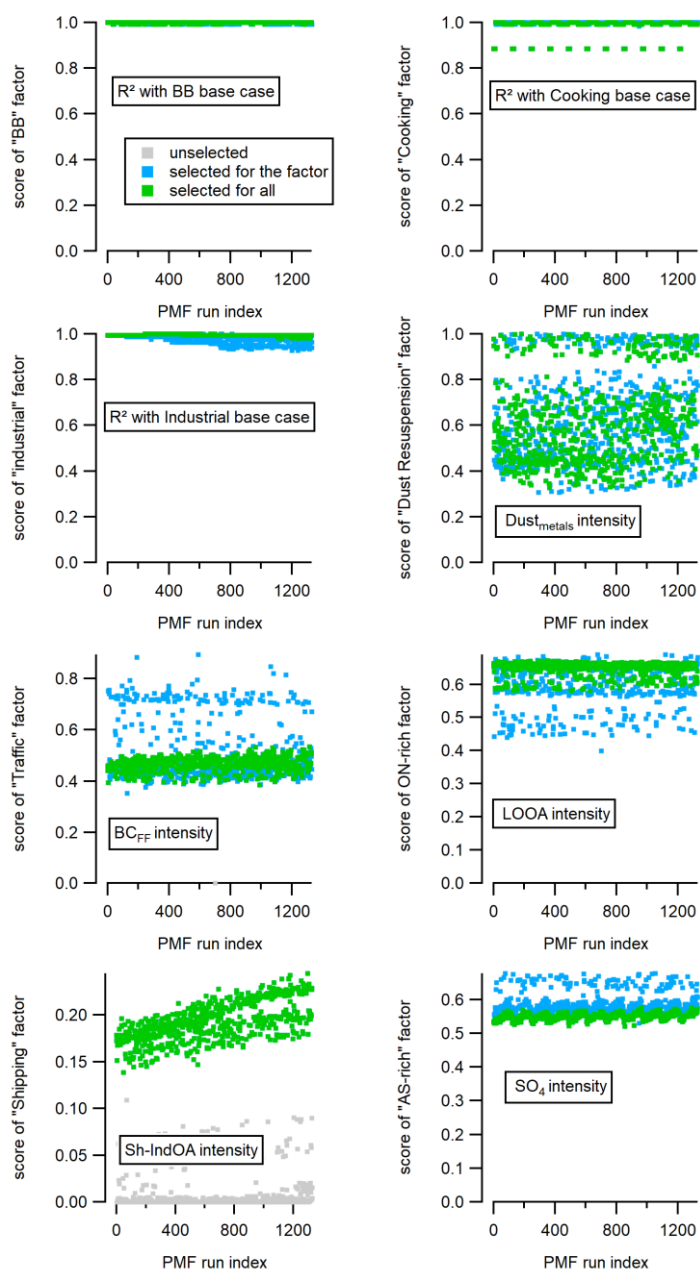 score of "BB" factor
1.0
0.8
0.6
0.4
0.2
0.0
R² with BB base case
unselected
selected for the factor
selected for all
0
400
800
1200
PMF run index
score of "Cooking" factor
1.0
0.8
0.6
0.4
0.2
0.0
R² with Cooking base case
0
400
800
1200
PMF run index
score of "industrial" factor
1.0
0.8
0.6
0.4
0.2
0.0
R² with Industrial base case
0
400
800
1200
PMF run index
score of "Dust Resuspension" factor
1.0
0.8
0.6
0.4
0.2
0.0
Dustmetals intensity
0
400
800
1200
PMF run index
score of "Traffic" factor
0.8
0.6
0.4
0.2
0.0
BCFF intensity
0
400
800
1200
PMF run index
score of ON-rich factor
0.6
0.5
0.4
0.3
0.2
0.1
0.0
LOOA intensity
0
400
800
1200
PMF run index
score of "Shipping" factor
0.20
0.15
0.10
0.05
0.00
Sh-IndOA intensity
0
400
800
1200
PMF run index
score of "AS-rich" factor
0.6
0.5
0.4
0.3
0.2
0.1
0.0
SO4 intensity
0
400
800
1200
PMF run index